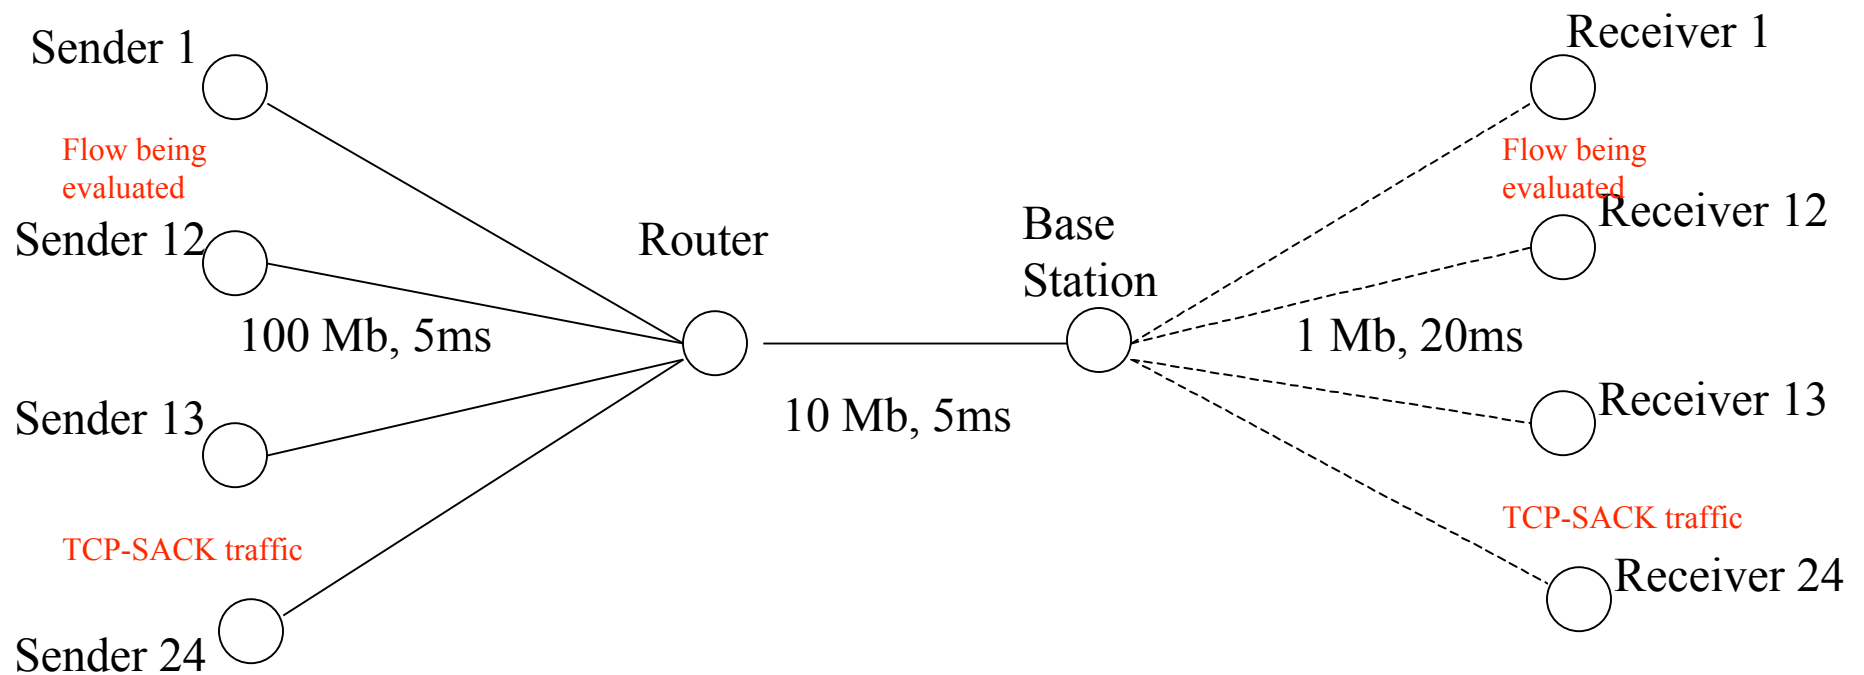 Sender 1
Receiver 1
Flow being
evaluated
Flow being
evaluated
Sender 12
Router
Base
Station
Receiver 12
100 Mb, 5ms
1 Mb, 20ms
10 Mb, 5ms
Sender 13
Receiver 13
TCP-SACK traffic
TCP-SACK traffic
Sender 24
Receiver 24